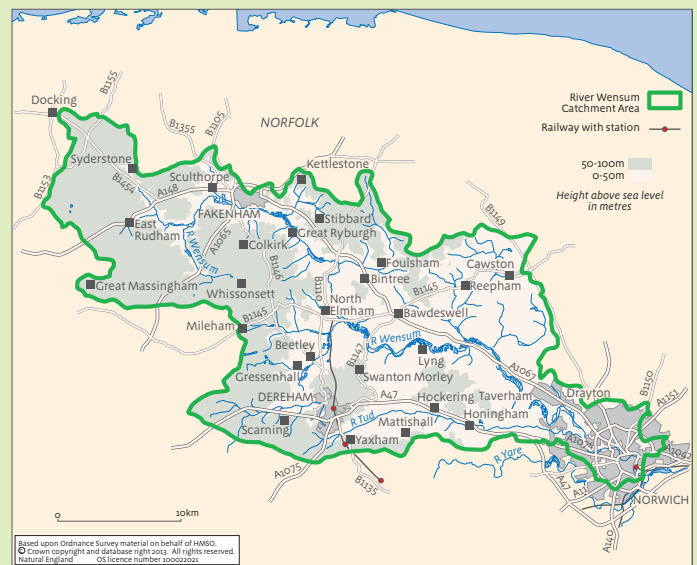 Docking
B1155
B1355
B1105
NORFOLK
River Wensum
Catchment Area
Railway with station
50-100m
0-50m
Height above sea level
in metres
Kettlestone
Syderstone
Sculthorpe
B1153
B1454
A148
FAKENHAM
Stibbard
B1149
East
Rudham
R Wensum
A1065
Colkirk
Great Ryburgh
Foulsham
Cawston
B1146
Bintree
Great Massingham
Whissonsett
B1110
North
Elmham
B1145
Reepham
Mileham
B1145
Bawdeswell
R Wensum
Beetley
B1147
Lyng
A1067
Gressenhall
Swanton Morley
DEREHAM
A47
Hockering
Taverham
Drayton
B1150
A1151
Scarning
R Tud
Mattishall
Honingham
A1074
A1042
Yaxham
R Yare
A1075
B1135
A47
A11
NORWICH
A140
0
10km
Based upon Ordnance Survey material on behalf of HMSO.
© Crown copyright and database right 2013. All rights reserved.
Natural England OS licence number 100022021